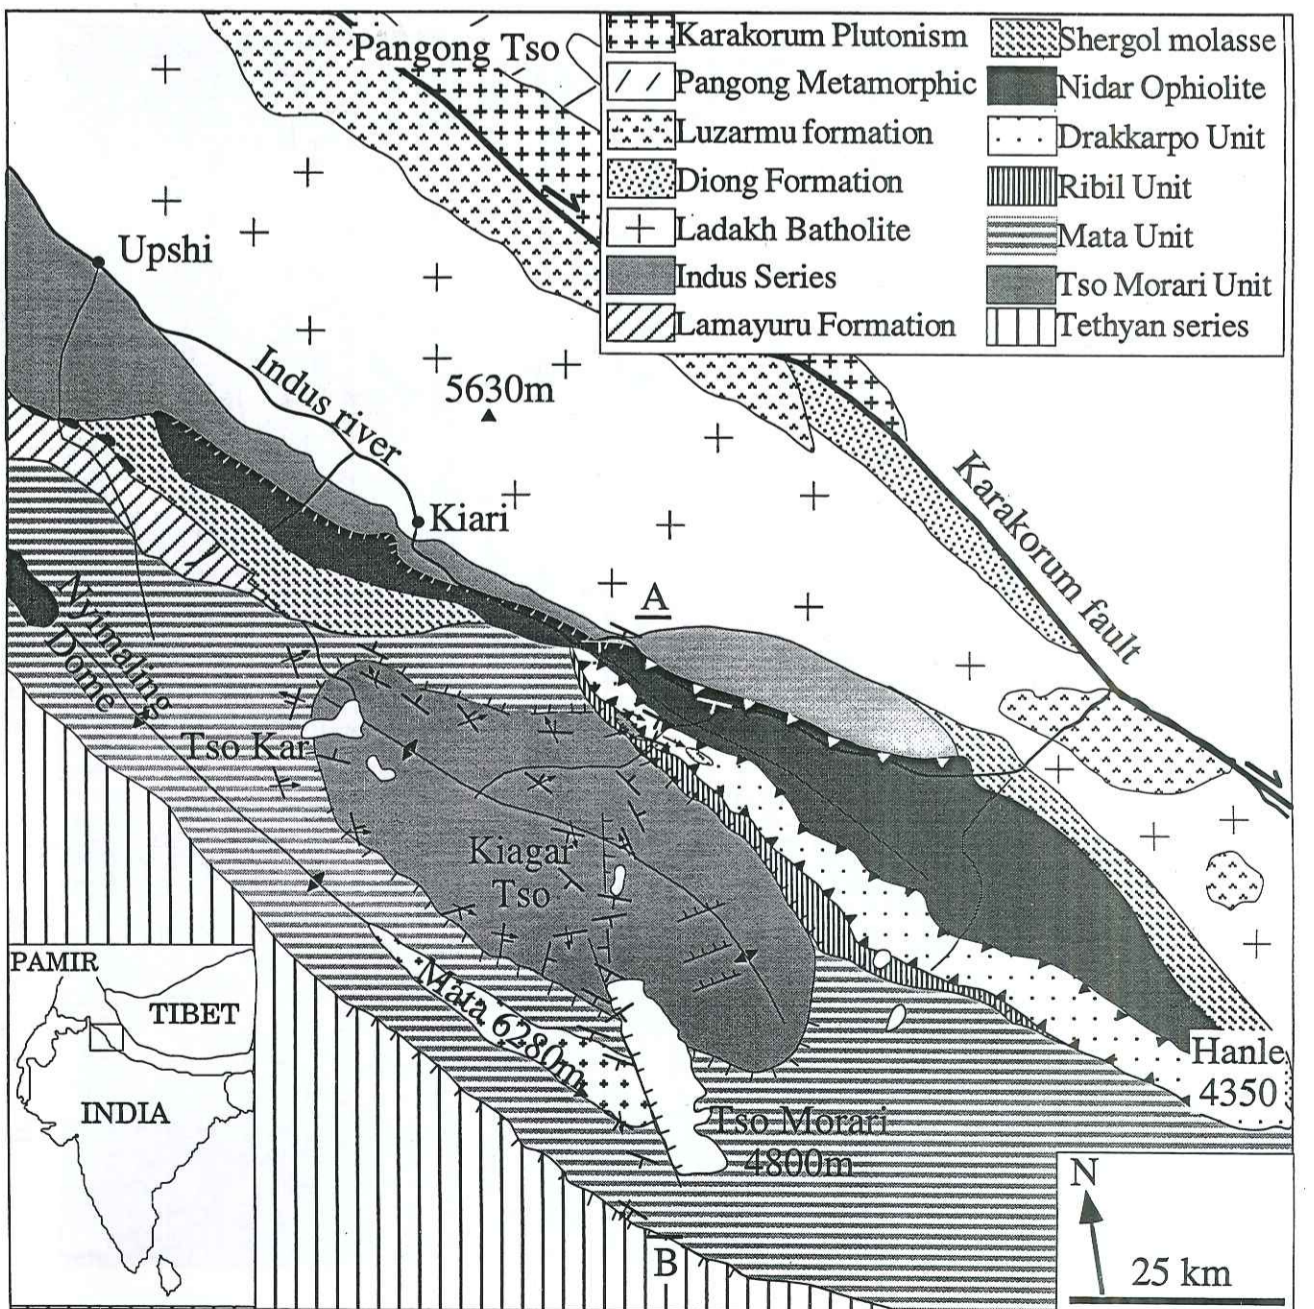 Pangong Tso
Karakorum Plutonism
Pangong Metamorphic
Luzarmu formation
Diong Formation
Ladakh Batholite
Indus Series
Lamayuru Formation
Shergol molasse
Nidar Ophiolite
Drakkarpo Unit
Ribil Unit
Mata Unit
Tso Morari Unit
Tethyan series
Upshi
Indus river
5630m
Kiari
Karakorum fault
A
Nyimaling
Dome
Tso Kar
Kiagar
Tso
Mata 6280m
Hanle
4350
Tso Morari
4800m
PAMIR
TIBET
INDIA
B
N
25 km